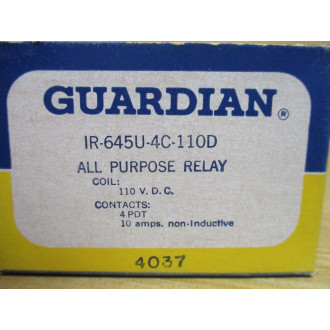 GUARDIAN®
IR-645U-4C-110D
ALL PURPOSE RELAY
COIL:
110 V.D.C.
CONTACTS:
4 PDT
10 amps. non-Inductive
4037